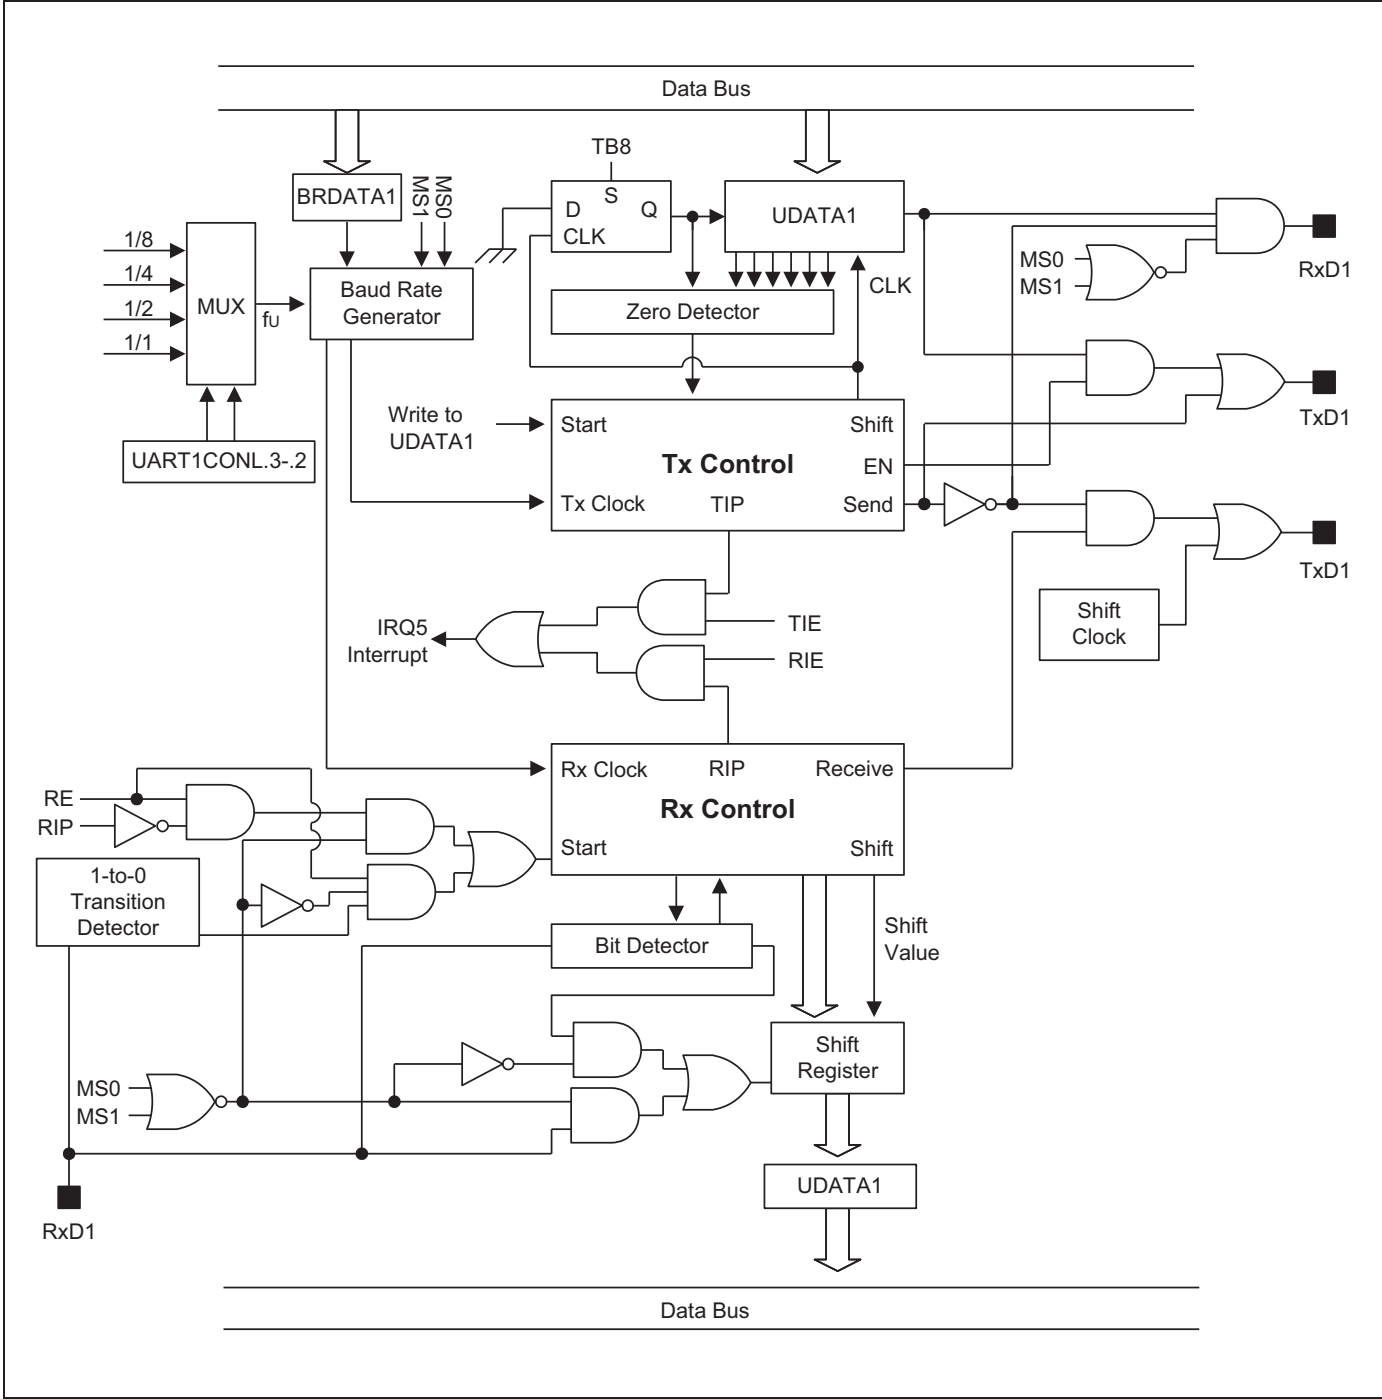 Data Bus
TB8
BRDATA1
MS1
MS0
S
D
Q
CLK
UDATA1
1/8
1/4
1/2
1/1
MUX
fU
Baud Rate
Generator
Zero Detector
CLK
MS0
MS1
RxD1
UART1CONL.3-.2
Write to
UDATA1
Start
Shift
Tx Control
EN
Tx Clock
TIP
Send
TxD1
TxD1
Shift
Clock
IRQ5
Interrupt
TIE
RIE
Rx Clock
RIP
Receive
Rx Control
Start
Shift
RE
RIP
1-to-0
Transition
Detector
Bit Detector
Shift
Value
Shift
Register
MS0
MS1
UDATA1
RxD1
Data Bus